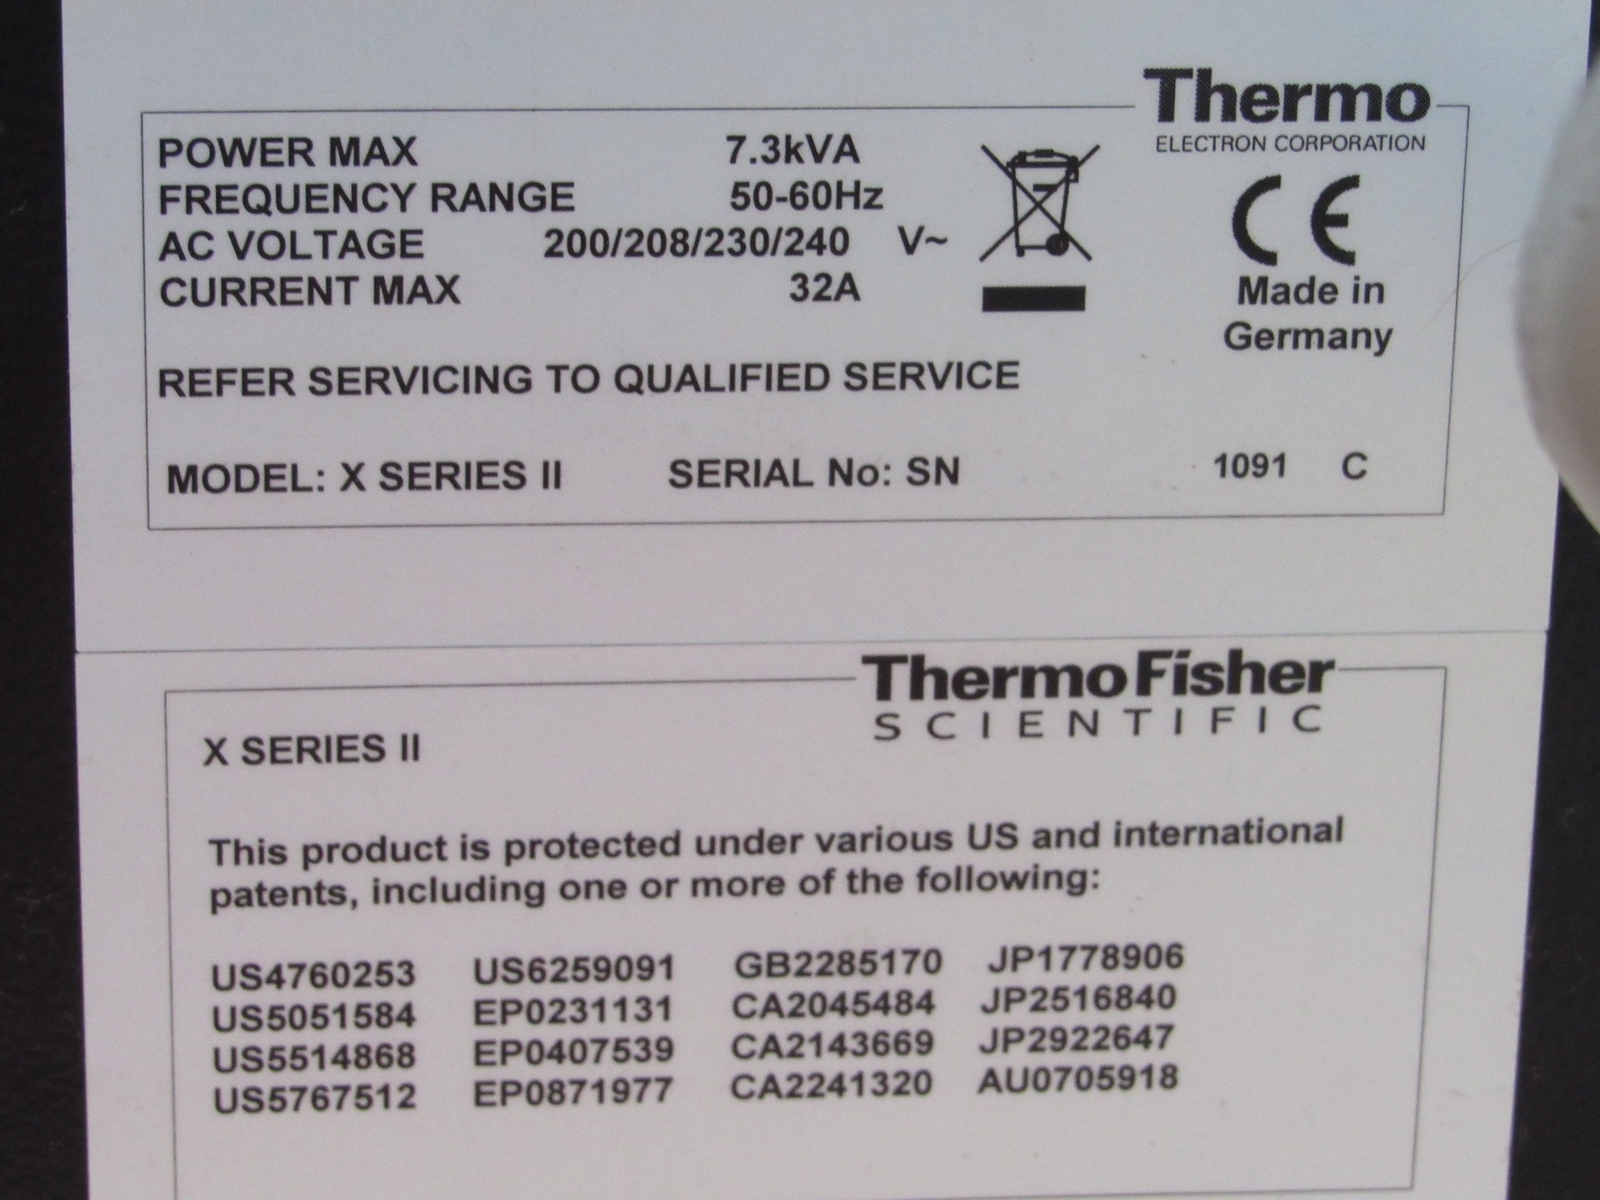 Thermo
ELECTRON CORPORATION
POWER MAX 7.3kVA
FREQUENCY RANGE 50-60Hz
AC VOLTAGE 200/208/230/240 V~
CURRENT MAX 32A
CE
Made in
Germany
REFER SERVICING TO QUALIFIED SERVICE
MODEL: X SERIES II SERIAL No: SN 1091 C
ThermoFisher
SCIENTIFIC
X SERIES II
This product is protected under various US and international
patents, including one or more of the following:
US4760253 US6259091 GB2285170 JP1778906
US5051584 EP0231131 CA2045484 JP2516840
US5514868 EP0407539 CA2143669 JP2922647
US5767512 EP0871977 CA2241320 AU0705918